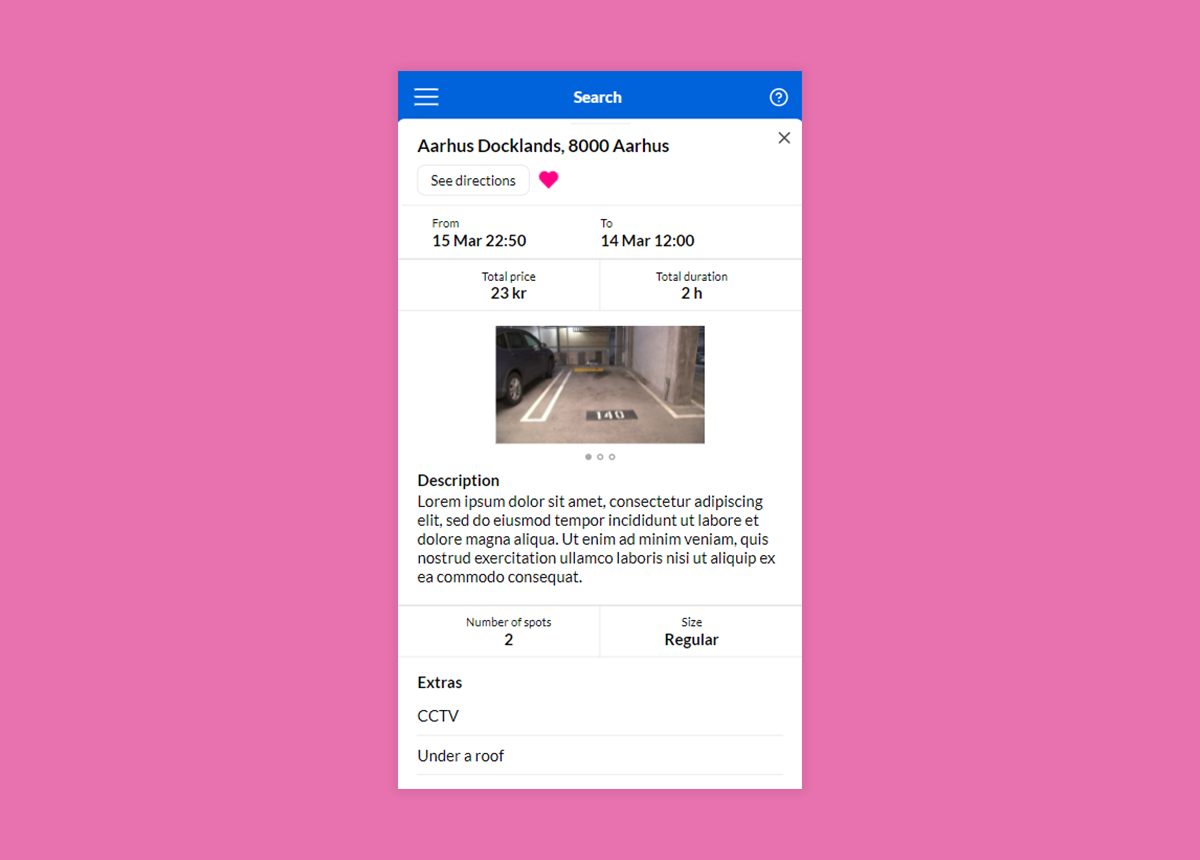 Search
Aarhus Docklands, 8000 Aarhus
See directions
From
15 Mar 22:50
To
14 Mar 12:00
Total price
23 kr
Total duration
2 h
140
Description
Lorem ipsum dolor sit amet, consectetur adipiscing
elit, sed do eiusmod tempor incididunt ut labore et
dolore magna aliqua. Ut enim ad minim veniam, quis
nostrud exercitation ullamco laboris nisi ut aliquip ex
ea commodo consequat.
Number of spots
2
Size
Regular
Extras
CCTV
Under a roof